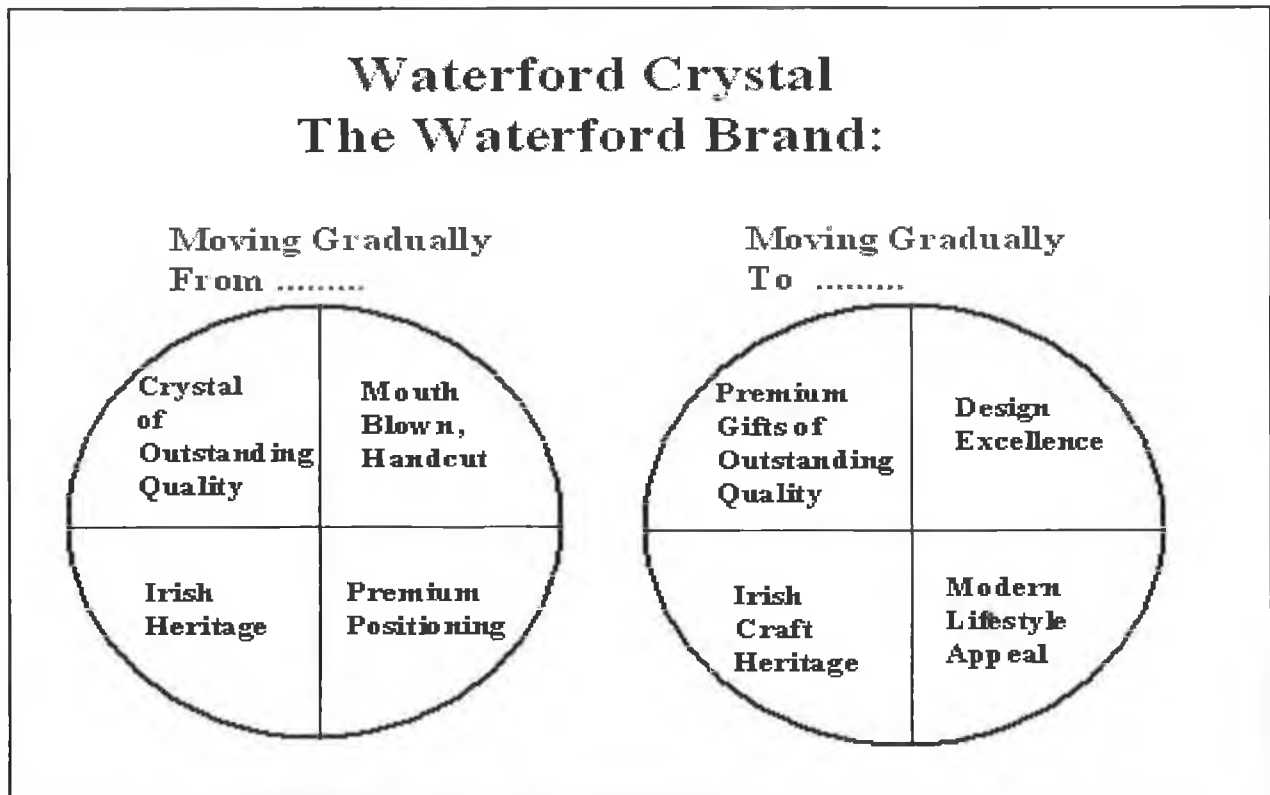 Waterford Crystal
The Waterford Brand:
Moving Gradually
From .........
Crystal
of
Outstanding
Quality
Mouth
Blown,
Handcut
Irish
Heritage
Premium
Positioning
Moving Gradually
To .........
Premium
Gifts of
Outstanding
Quality
Design
Excellence
Irish
Craft
Heritage
Modern
Lifestyle
Appeal